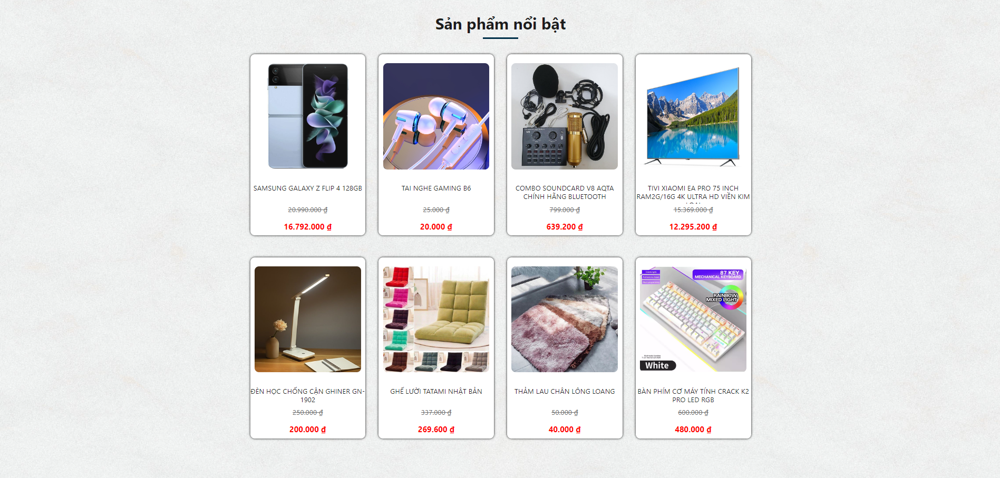 Sản phẩm nổi bật
SAMSUNG GALAXY Z FLIP 4 128GB
20.990.000 ₫
16.792.000 ₫
TAI NGHE GAMING B6
25.000 ₫
20.000 ₫
V8
COMBO SOUNDCARD V8 AQTA
CHÍNH HÃNG BLUETOOTH
799.000 ₫
639.200 ₫
TIVI XIAOMI EA PRO 75 INCH
RAM2G/16G 4K ULTRA HD VIỀN KIM
15.369.000 ₫
12.295.200 ₫
ĐÈN HỌC CHỐNG CẬN GHINER GN-
1902
250.000 ₫
200.000 ₫
GHẾ LƯỜI TATAMI NHẬT BẢN
337.000 ₫
269.600 ₫
THẢM LAU CHÂN LÔNG LOANG
50.000 ₫
40.000 ₫
87 KEY
MECHANICAL KEYBOARD
RAINBOW
MIXED LIGHT
White
BÀN PHÍM CƠ MÁY TÍNH CRACK K2
PRO LED RGB
600.000 ₫
480.000 ₫